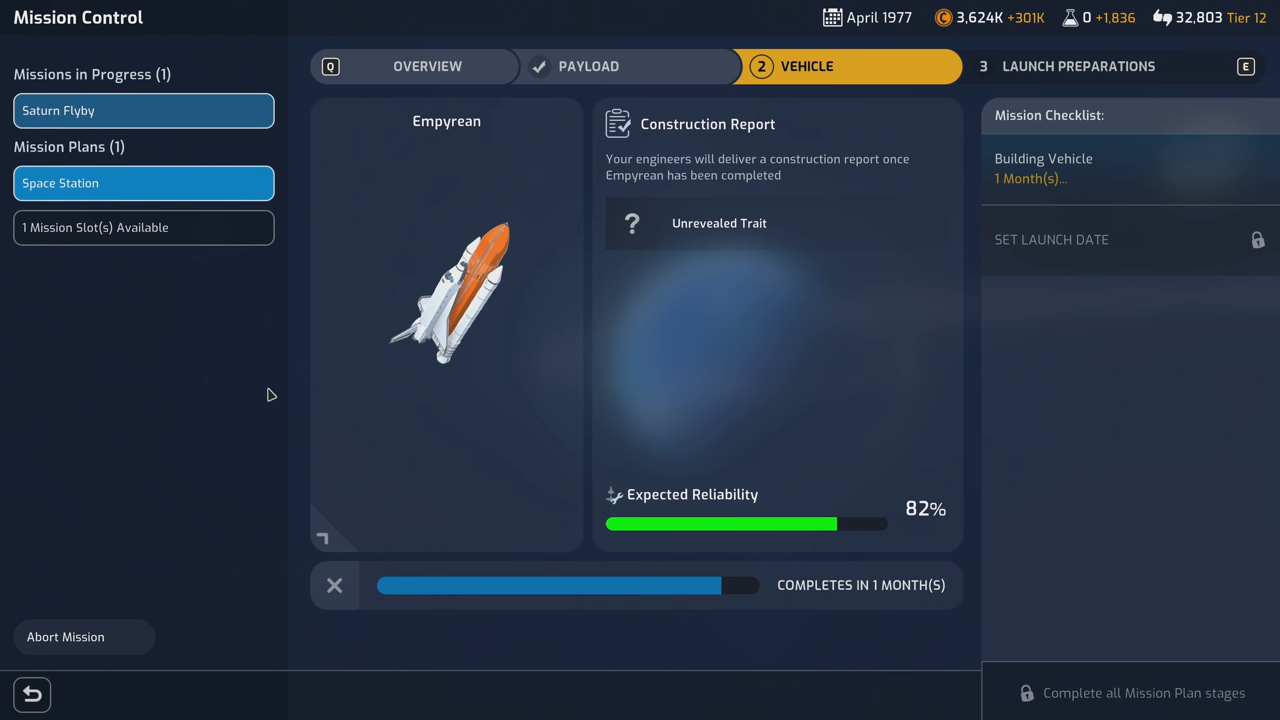 Mission Control
April 1977
3,624K +301K
0 +1,836
32,803 Tier 12
Missions in Progress (1)
Saturn Flyby
Mission Plans (1)
Space Station
1 Mission Slot(s) Available
Q
OVERVIEW
PAYLOAD
2 VEHICLE
3 LAUNCH PREPARATIONS
E
Empyrean
Construction Report
Your engineers will deliver a construction report once
Empyrean has been completed
? Unrevealed Trait
Expected Reliability
82%
COMPLETES IN 1 MONTH(S)
Mission Checklist:
Building Vehicle
1 Month(s)...
SET LAUNCH DATE
Abort Mission
Complete all Mission Plan stages